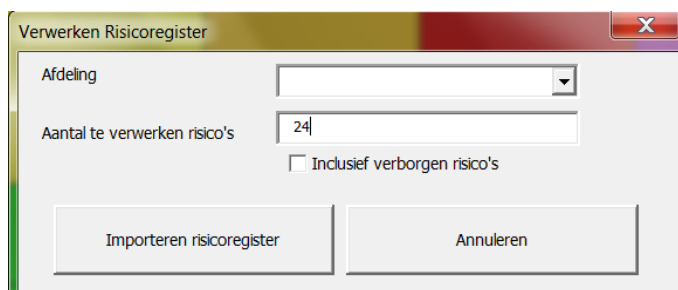 Verwerken Risicoregister
Afdeling
Aantal te verwerken risico's 24
Inclusief verborgen risico's
Importeren risicoregister Annuleren